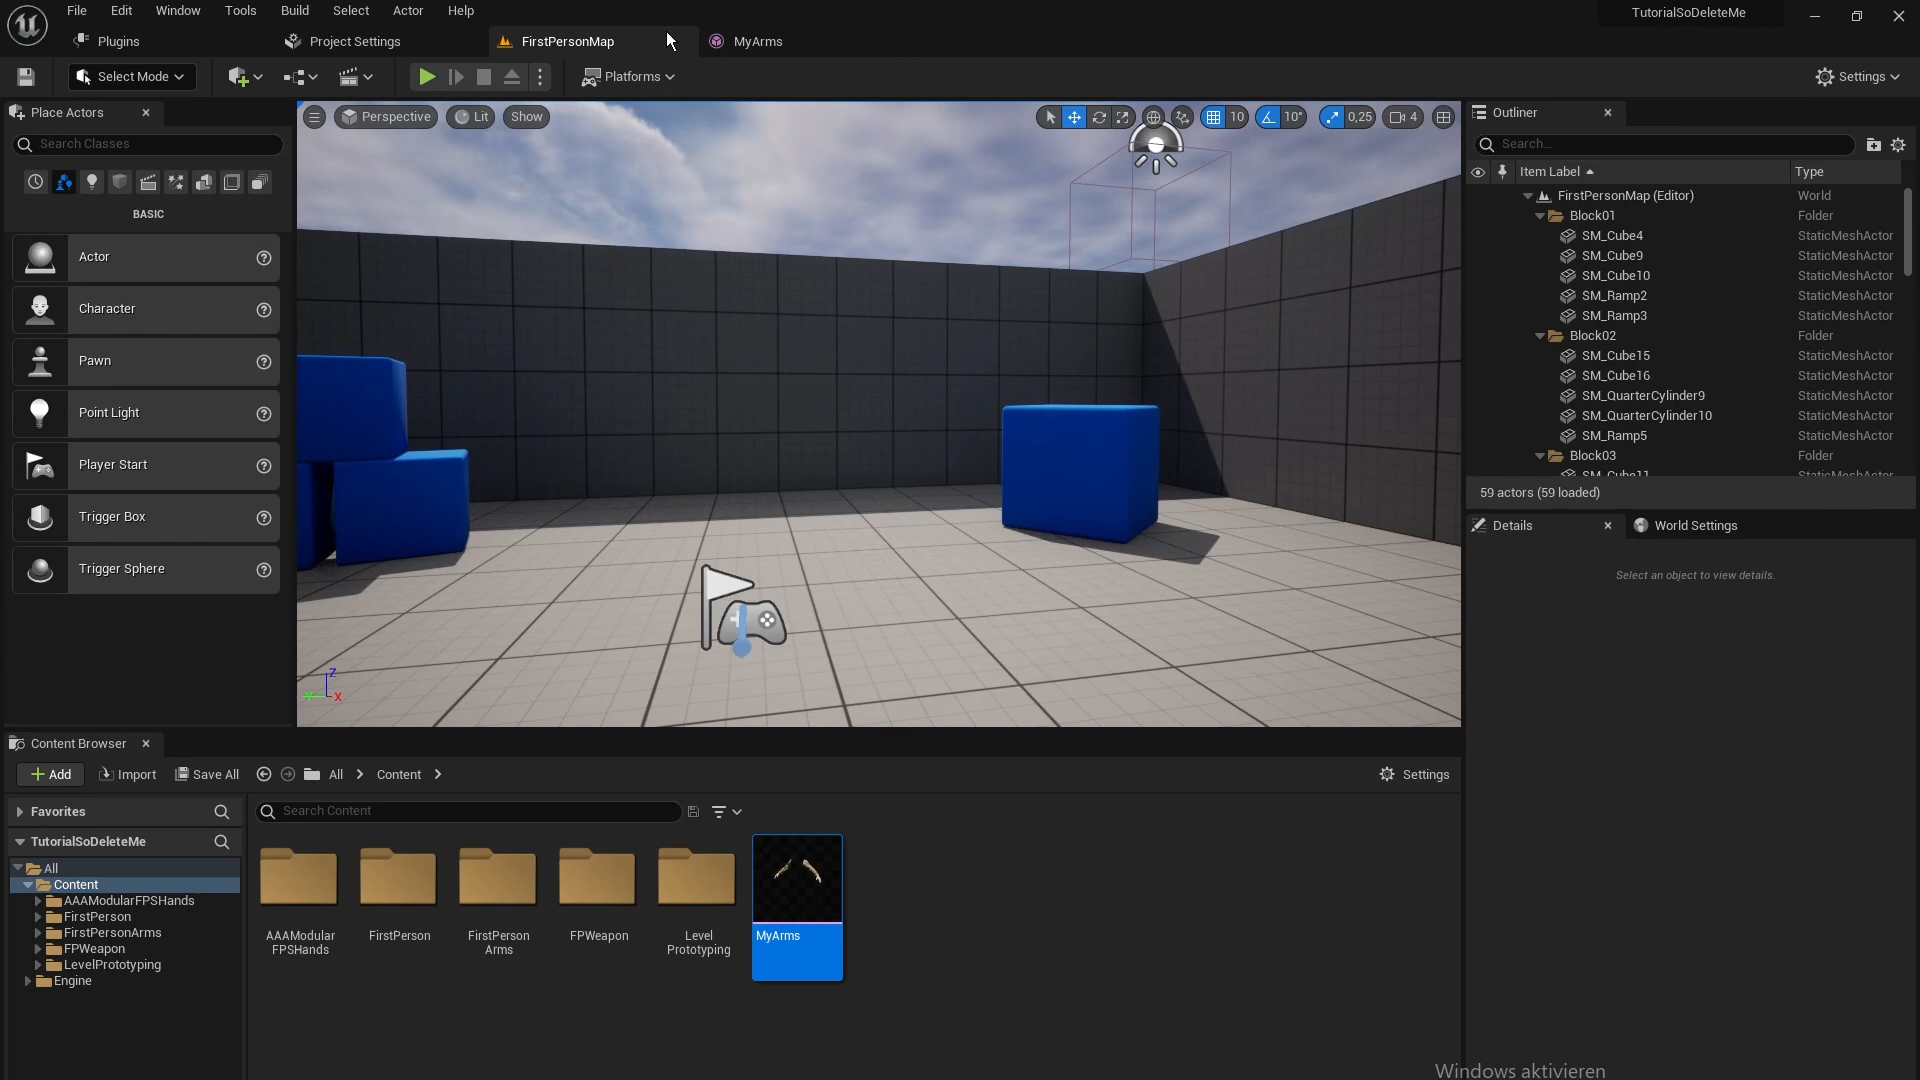 File Edit Window Tools Build Select Actor Help
TutorialSoDeleteMe
Plugins Project Settings FirstPersonMap MyArms
Select Mode Platforms Settings
Place Actors
Search Classes
BASIC
Actor
Character
Pawn
Point Light
Player Start
Trigger Box
Trigger Sphere
Perspective Lit Show 10 10° 0,25 4
Z
X
Outliner
Search...
Item Label Type
FirstPersonMap (Editor) World
Block01 Folder
SM_Cube4 StaticMeshActor
SM_Cube9 StaticMeshActor
SM_Cube10 StaticMeshActor
SM_Ramp2 StaticMeshActor
SM_Ramp3 StaticMeshActor
Block02 Folder
SM_Cube15 StaticMeshActor
SM_Cube16 StaticMeshActor
SM_QuarterCylinder9 StaticMeshActor
SM_QuarterCylinder10 StaticMeshActor
SM_Ramp5 StaticMeshActor
Block03 Folder
SM_Cube11 StaticMeshActor
59 actors (59 loaded)
Details World Settings
Select an object to view details.
Content Browser
Add Import Save All All Content Settings
Favorites
TutorialSoDeleteMe
All
Content
AAAModularFPSHands
FirstPerson
FirstPersonArms
FPWeapon
LevelPrototyping
Engine
Search Content
AAAModular
FPSHands
FirstPerson
FirstPerson
Arms
FPWeapon
Level
Prototyping
MyArms
Windows aktivieren